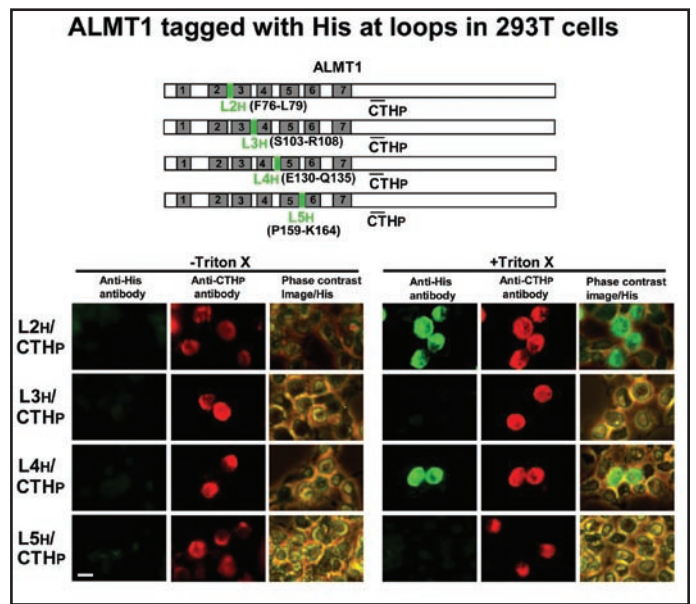 ALMT1 tagged with His at loops in 293T cells
ALMT1
1 2 3 4 5 6 7
L2H (F76-L79) CTHP
1 2 3 4 5 6 7
L3H (S103-R108) CTHP
1 2 3 4 5 6 7
L4H (E130-Q135) CTHP
1 2 3 4 5 6 7
L5H CTHP
(P159-K164)
-Triton X +Triton X
Anti-His Anti-CTHP Phase contrast Anti-His Anti-CTHP Phase contrast
antibody antibody Image/His antibody antibody image/His
L2H/
CTHP
L3H/
CTHP
L4H/
CTHP
L5H/
CTHP